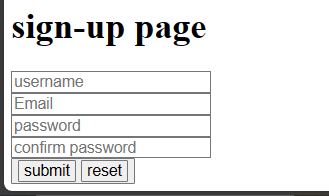 sign-up page
username
Email
password
confirm password
submit reset